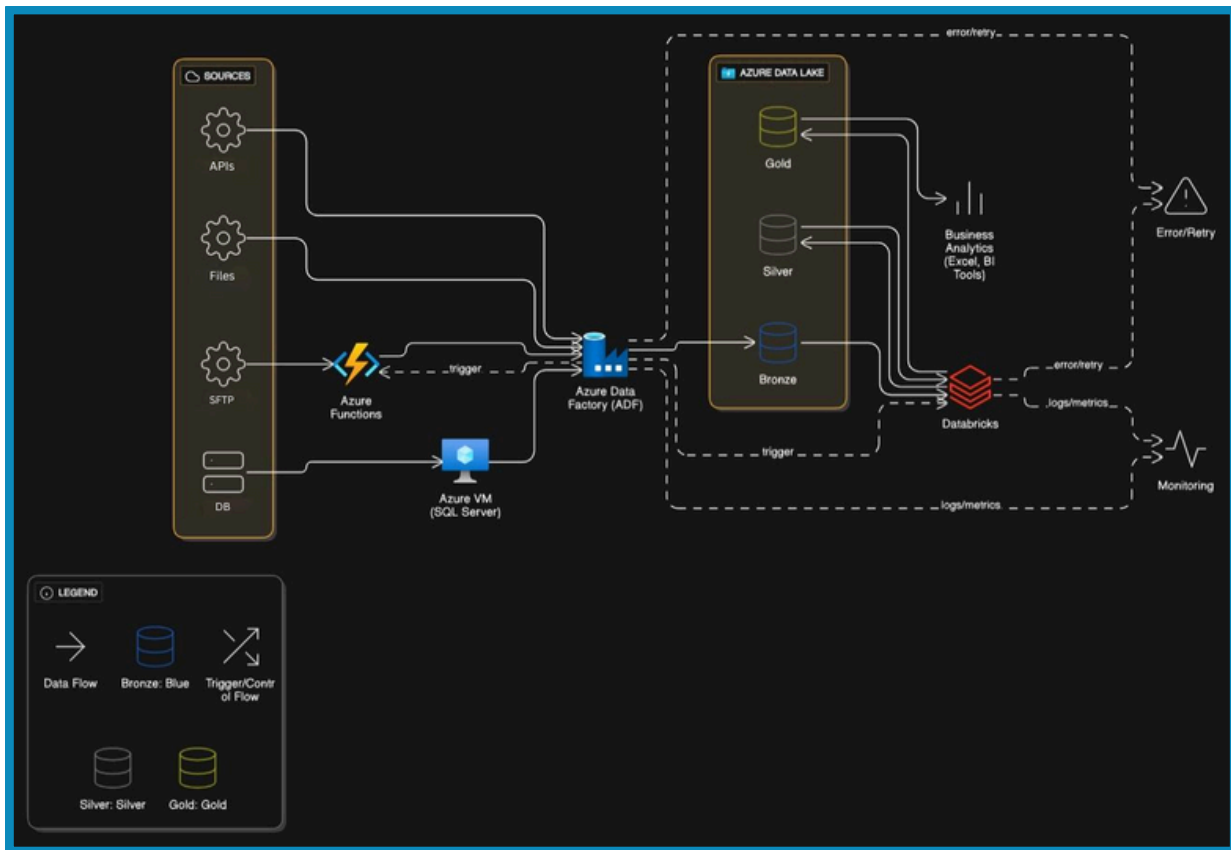 error/retry
SOURCES
AZURE DATA LAKE
APIs
Gold
Files
Silver
Business
Analytics
(Excel, BI
Tools)
Error/Retry
SFTP
Azure
Functions
trigger
Azure Data
Factory (ADF)
Bronze
error/retry
logs/metrics
Databricks
DB
Azure VM
(SQL Server)
trigger
Monitoring
logs/metrics
LEGEND
Data Flow
Bronze: Blue
Trigger/Contr
ol Flow
Silver: Silver
Gold: Gold